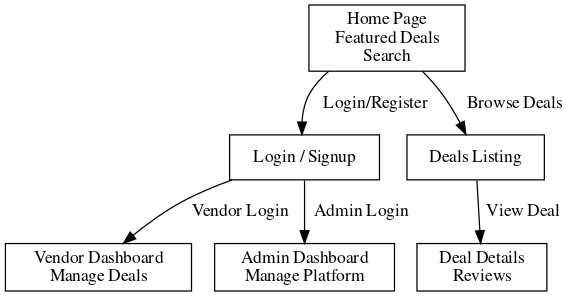 Home Page
Featured Deals
Search
Login/Register
Browse Deals
Login / Signup
Deals Listing
Vendor Login
Admin Login
View Deal
Vendor Dashboard
Manage Deals
Admin Dashboard
Manage Platform
Deal Details
Reviews